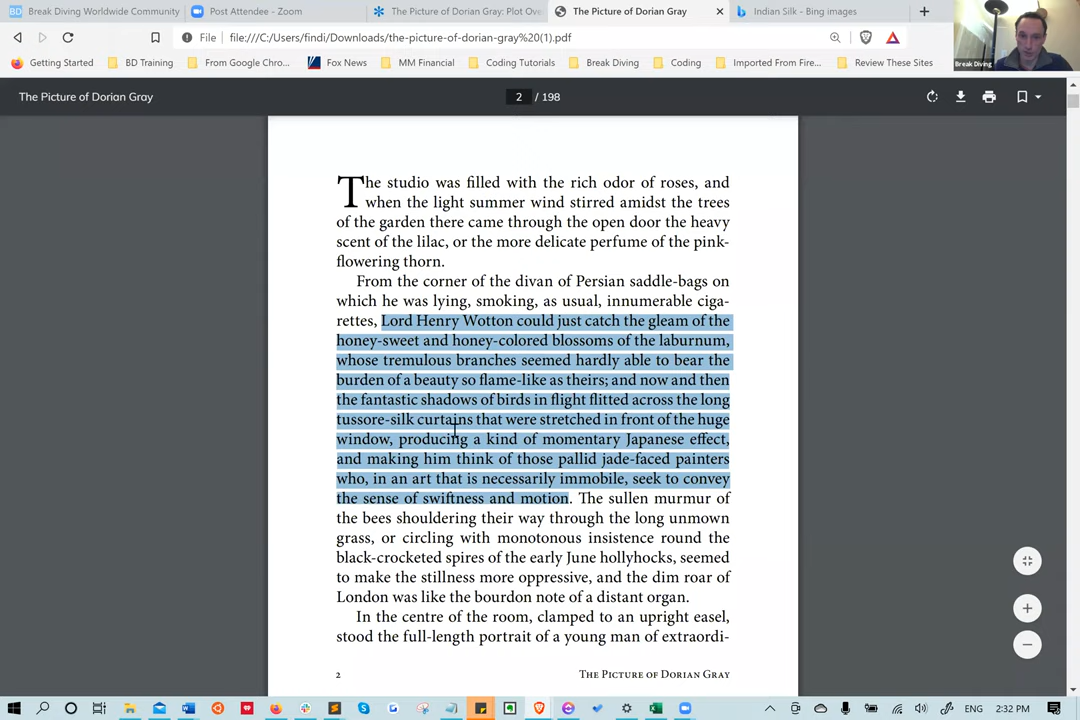 BD Break Diving Worldwide Community
Post Attendee - Zoom
The Picture of Dorian Gray: Plot Ove
The Picture of Dorian Gray
Indian Silk - Bing images
File file:///C:/Users/findi/Downloads/the-picture-of-dorian-gray%20(1).pdf
Getting Started
BD Training
From Google Chro...
Fox News
MM Financial
Coding Tutorials
Break Diving
Coding
Imported From Fire...
Review These Sites
Break Diving
The Picture of Dorian Gray
2 / 198
The studio was filled with the rich odor of roses, and
when the light summer wind stirred amidst the trees
of the garden there came through the open door the heavy
scent of the lilac, or the more delicate perfume of the pink-
flowering thorn.
From the corner of the divan of Persian saddle-bags on
which he was lying, smoking, as usual, innumerable ciga-
rettes, Lord Henry Wotton could just catch the gleam of the
honey-sweet and honey-colored blossoms of the laburnum,
whose tremulous branches seemed hardly able to bear the
burden of a beauty so flame-like as theirs; and now and then
the fantastic shadows of birds in flight flitted across the long
tussore-silk curtains that were stretched in front of the huge
window, producing a kind of momentary Japanese effect,
and making him think of those pallid jade-faced painters
who, in an art that is necessarily immobile, seek to convey
the sense of swiftness and motion. The sullen murmur of
the bees shouldering their way through the long unmown
grass, or circling with monotonous insistence round the
black-crocketed spires of the early June hollyhocks, seemed
to make the stillness more oppressive, and the dim roar of
London was like the bourdon note of a distant organ.
In the centre of the room, clamped to an upright easel,
stood the full-length portrait of a young man of extraordi-
2
The Picture of Dorian Gray
ENG 2:32 PM